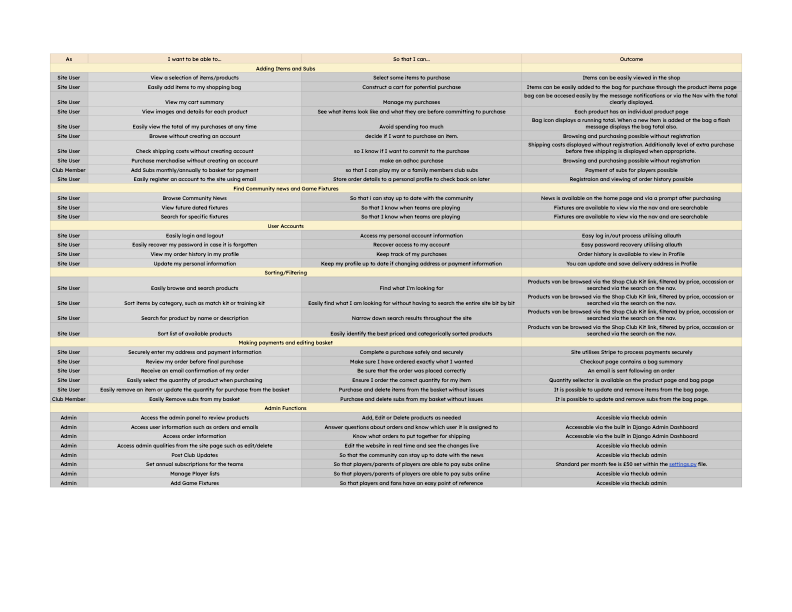 As I want to be able to... So that I can... Outcome
Adding Items and Subs
Site User View a selection of items/products Select some items to purchase Items can be easily viewed in the shop
Site User Easily add items to my shopping bag Construct a cart for potential purchase Items can be easily added to the bag for purchase through the product items page
Site User View my cart summary Manage my purchases bag can be accesed easily by the message notifications or via the Nav with the total
clearly displayed.
Site User View images and details for each product See what items look like and what they are before commiting to purchase Each product has an individual product page
Site User Easily view the total of my purchases at any time Avoid spending too much Bag icon displays a running total. When a new item is added ot the bag a flash
message displays the bag total also.
Site User Browse without creating an account decide if I want to purchase an item. Browsing and purchasing possible without registration
Site User Check shipping costs without creating account so I know if I want to commit to the purchase Shipping costs displayed without registration. Additionally level of extra purchase
before free shipping is displayed when appropriate.
Site User Purchase merchadise without creating an account make an adhoc purchase Browsing and purchasing possible without registration
Club Member Add Subs monthly/annually to basket for payment so that I can play my or a family members club subs Payment of subs for players possible
Site User Easily register an account to the site using email Store order details to a personal profile to check back on later Registraion and viewing of order history possible
Find Community news and Game Fixtures
Site User Browse Community News So that i can stay up to date with the community News is available on the home page and via a prompt after purchasing
Site User View future dated fixtures So that I know when teams are playing Fixtures are available to view via the nav and are searchable
Site User Search for specific fixtures So that I know when teams are playing Fixtures are available to view via the nav and are searchable
User Accounts
Site User Easily login and logout Access my personal account information Easy log in/out process utilising allauth
Site User Easily recover my password in case it is forgotten Recover access to my account Easy password recovery utilising allauth
Site User View my order history in my profile Keep track of my purchases Order history is available to view in Profile
Site User Update my personal information Keep my profile up to date if changing address or payment information You can update and save delivery address in Profile
Sorting/Filtering
Site User Easily browse and search products Find what I'm looking for Products van be browsed via the Shop Club Kit link, filtered by price, occassion or
searched via the search on the nav.
Site User Sort items by category, such as match kit or training kit Easily find what I am looking for without having to search the entire site bit by bit Products van be browsed via the Shop Club Kit link, filtered by price, occassion or
searched via the search on the nav.
Site User Search for product by name or description Narrow down search results throughout the site Products van be browsed via the Shop Club Kit link, filtered by price, occassion or
searched via the search on the nav.
Site User Sort list of available products Easily identify the best priced and categorically sorted products Products van be browsed via the Shop Club Kit link, filtered by price, occassion or
searched via the search on the nav.
Making payments and editing basket
Site User Securely enter my address and payment information Complete a purchase safely and securely Site utilises Stripe to process payments securely
Site User Review my order before final purchase Make sure I have ordered exactly what I wanted Checkout page contains a bag summary
Site User Receive an email confirmation of my order Be sure that the order was placed correctly An email is sent following an order
Site User Easily select the quantity of product when purchasing Ensure I order the correct quantity for my item Quantity selector is available on the product page and bag page
Site User Easily remove an item or update the quantity for purchase from the basket Purchase and delete items from the basket without issues It is possible to update and remove items from the bag page.
Club Member Easily Remove subs from my basket Purchase and delete subs from my basket without issues It is possible to update and remove subs from the bag page.
Admin Functions
Admin Access the admin panel to review products Add, Edit or Delete products as needed Accesible via theclub admin
Admin Access user information such as orders and emails Answer questions about orders and know which user it is assigned to Accessable via the built in Django Admin Dashboard
Admin Access order information Know what orders to put together for shipping Accessable via the built in Django Admin Dashboard
Admin Access admin qualities from the site page such as edit/delete Edit the website in real time and see the changes live Accesible via theclub admin
Admin Post Club Updates So that the community can stay up to date with the news Accesible via theclub admin
Admin Set annual subscriptions for the teams So that players/parents of players are able to pay subs online Standard per month fee is £50 set within the settings.py file.
Admin Manage Player lists So that players/parents of players are able to pay subs online Accesible via theclub admin
Admin Add Game Fixtures So that players and fans have an easy point of reference Accesible via theclub admin